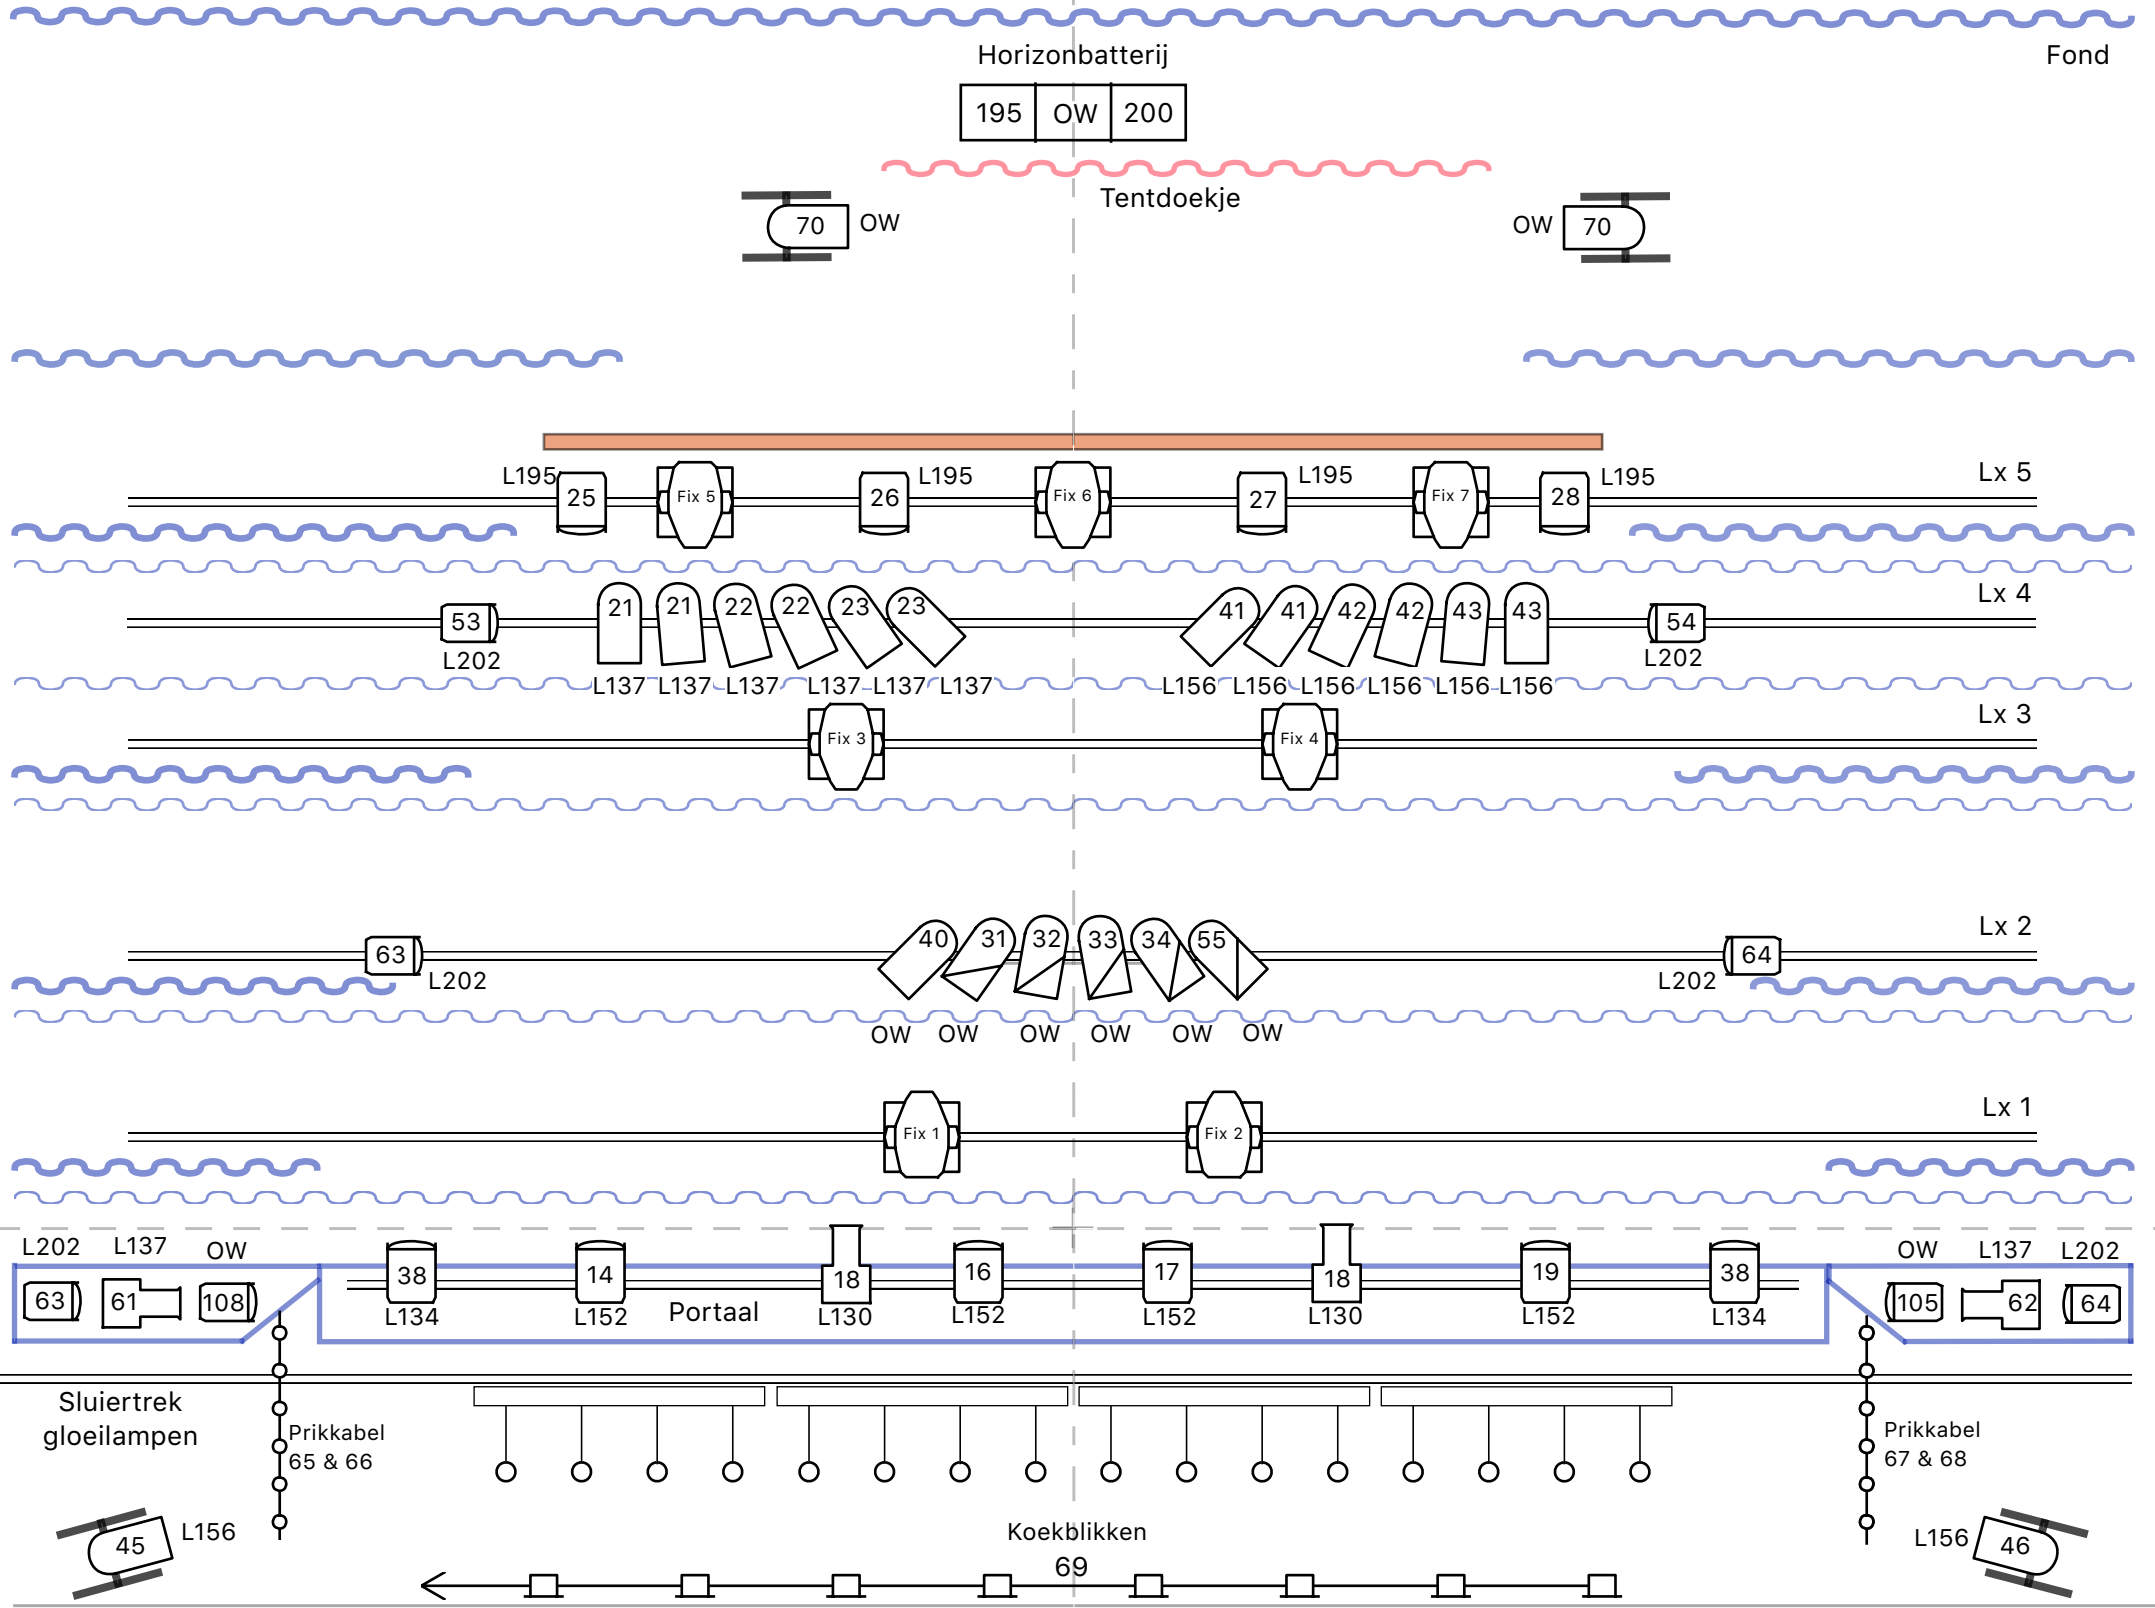 Horizonbatterij
Fond
195 OW 200
Tentdoekje
70 OW
OW 70
Lx 5
L195 25 Fix 5 26 L195 Fix 6 27 L195 Fix 7 28 L195
Lx 4
53 21 21 22 22 23 23 41 41 42 42 43 43 54
L202 L202
L137 L137 L137 L137 L137 L137 L156 L156 L156 L156 L156 L156
Lx 3
Fix 3 Fix 4
Lx 2
63 40 31 32 33 34 55 64
L202 L202
OW OW OW OW OW OW
Lx 1
Fix 1 Fix 2
L202 L137 OW OW L137 L202
63 61 108 38 14 18 16 17 18 19 38 105 62 64
L134 L152 Portaal L130 L152 L152 L130 L152 L134
Sluiertrek
gloeilampen
Prikkabel
65 & 66
Prikkabel
67 & 68
45 L156
L156 46
Koekblikken
69